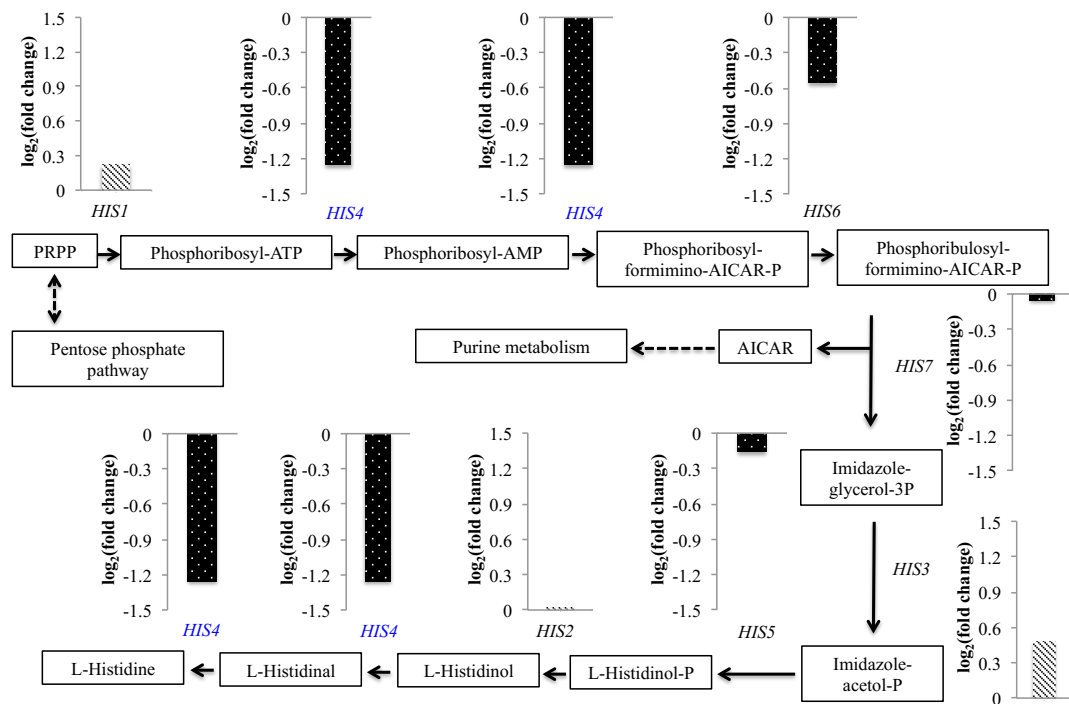 1.5
1.2
0.9
0.6
0.3
0
log2(fold change)
HIS1
0
-0.3
-0.6
-0.9
-1.2
-1.5
log2(fold change)
HIS4
0
-0.3
-0.6
-0.9
-1.2
-1.5
log2(fold change)
HIS4
0
-0.3
-0.6
-0.9
-1.2
-1.5
log2(fold change)
HIS6
PRPP
Phosphoribosyl-ATP
Phosphoribosyl-AMP
Phosphoribosyl-
formimino-AICAR-P
Phosphoribulosyl-
formimino-AICAR-P
Pentose phosphate
pathway
Purine metabolism
AICAR
HIS7
0
-0.3
-0.6
-0.9
-1.2
-1.5
log2(fold change)
0
-0.3
-0.6
-0.9
-1.2
-1.5
log2(fold change)
HIS4
0
-0.3
-0.6
-0.9
-1.2
-1.5
log2(fold change)
HIS4
1.5
1.2
0.9
0.6
0.3
0
log2(fold change)
HIS2
0
-0.3
-0.6
-0.9
-1.2
-1.5
log2(fold change)
HIS5
Imidazole-
glycerol-3P
HIS3
1.5
1.2
0.9
0.6
0.3
0
log2(fold change)
L-Histidine
L-Histidinal
L-Histidinol
L-Histidinol-P
Imidazole-
acetol-P